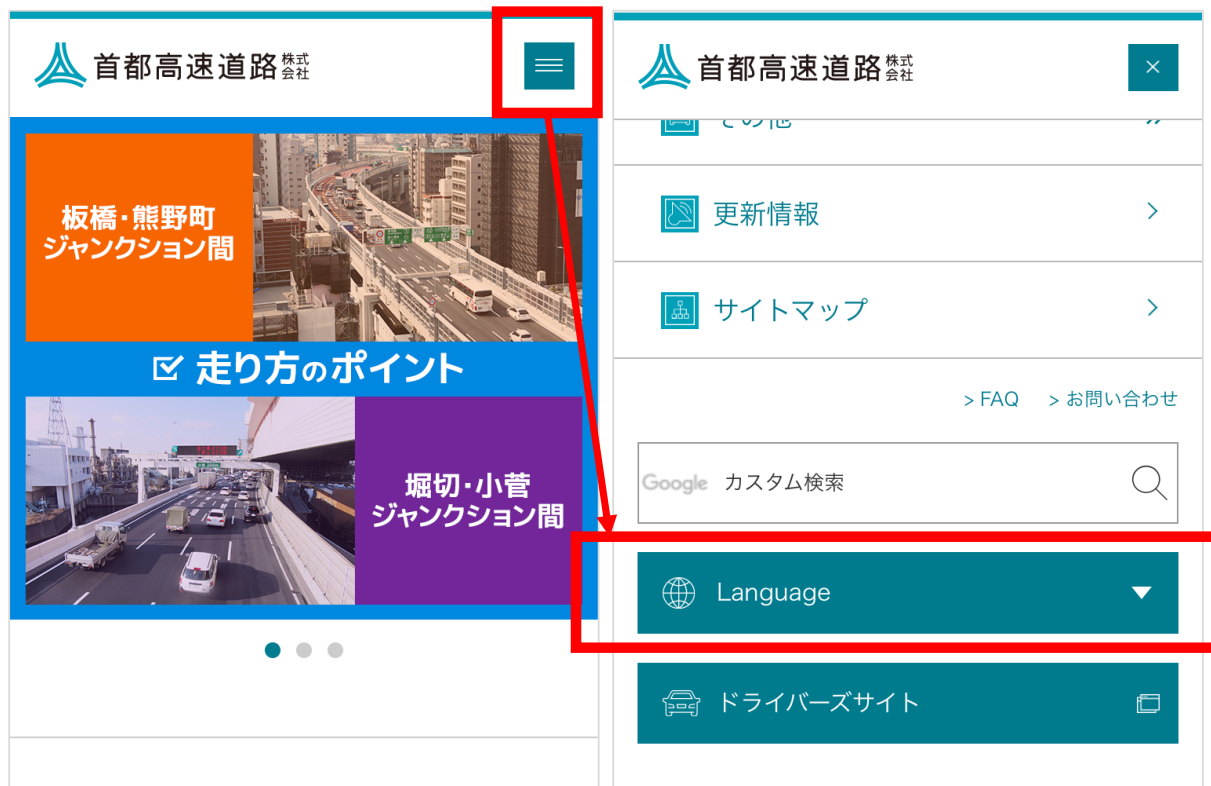 首都高速道路株式会社
板橋・熊野町
ジャンクション間
走り方のポイント
堀切・小菅
ジャンクション間
首都高速道路株式会社
その他
更新情報
サイトマップ
> FAQ > お問い合わせ
Google カスタム検索
Language
ドライバーズサイト